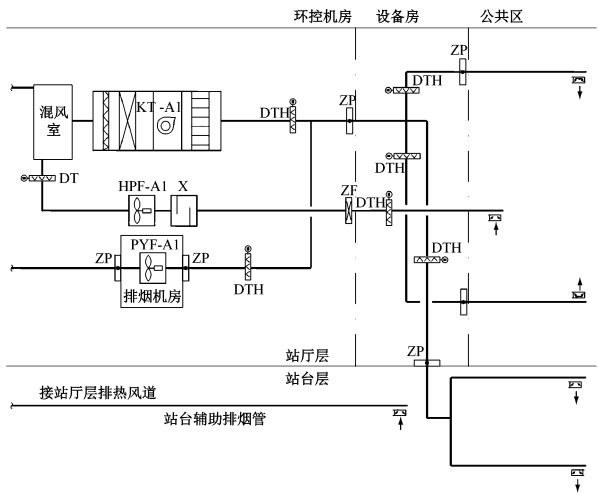 环控机房
设备房
公共区
ZP
DTH
混风
室
KT -A1
DTH
ZP
DTH
DT
HPF-A1
X
ZF
DTH
ZP
PYF-A1
ZP
DTH
DTH
排烟机房
站厅层
ZP
站台层
接站厅层排热风道
站台辅助排烟管